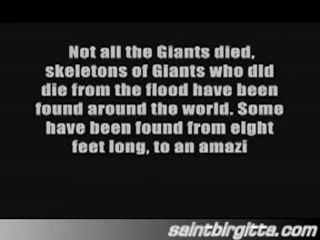 Not all the Giants died,
skeletons of Giants who did
die from the flood have been
found around the world. Some
have been found from eight
feet long, to an amazi
saintbirgitta.com